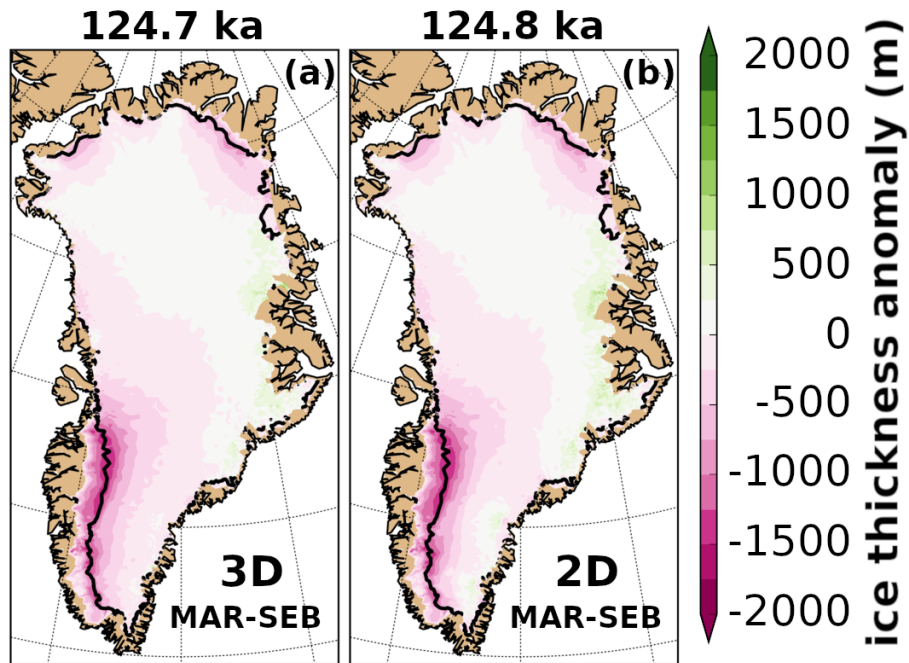 124.7 ka
124.8 ka
(a)
(b)
3D
MAR-SEB
2D
MAR-SEB
2000
1500
1000
500
0
-500
-1000
-1500
-2000
ice thickness anomaly (m)